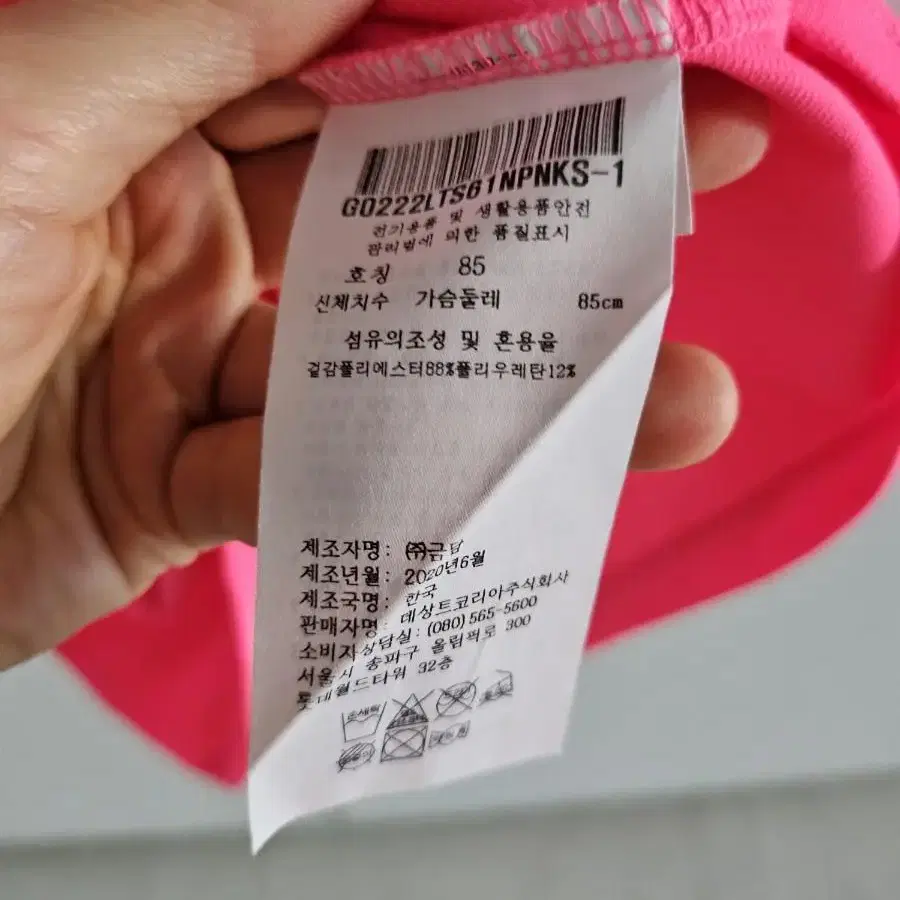 G0222LTS61NPNKS-1
전기용품 및 생활용품안전
관리법에 의한 품질표시
호칭 85
신체치수 가슴둘레 85cm
섬유의조성 및 혼용율
겉감폴리에스터88%폴리우레탄12%
제조자명: ㈜금담
제조년월: 2020년6월
제조국명: 한국
판매자명: 데상트코리아주식회사
소비자상담실: (080) 565-5600
서울시 송파구 올림픽로 300
롯데월드타워 32층